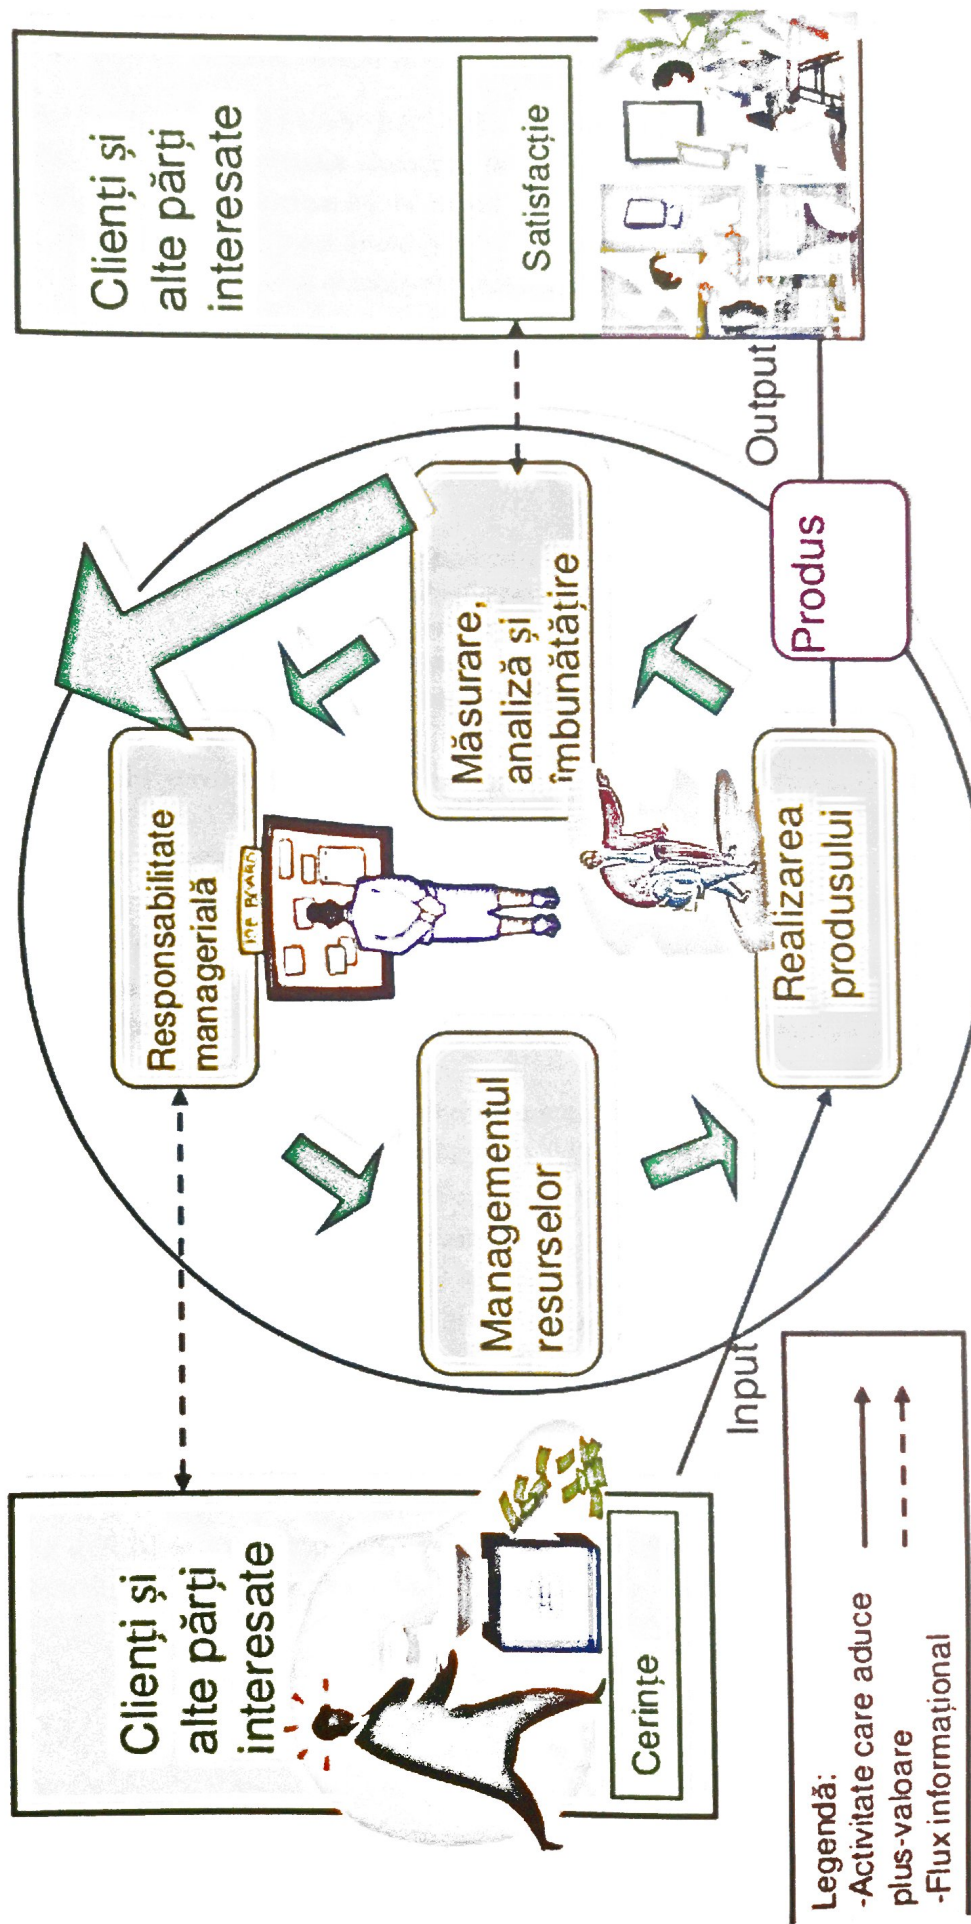 Clienți și
alte părți
interesate
Cerințe
Responsabilitate
managerială
Managementul
resurselor
Măsurare,
analiză și
îmbunătățire
Realizarea
produsului
Input
Produs
Output
Clienți și
alte părți
interesate
Satisfacție
Legendă:
-Activitate care aduce
plus-valoare
-Flux informațional